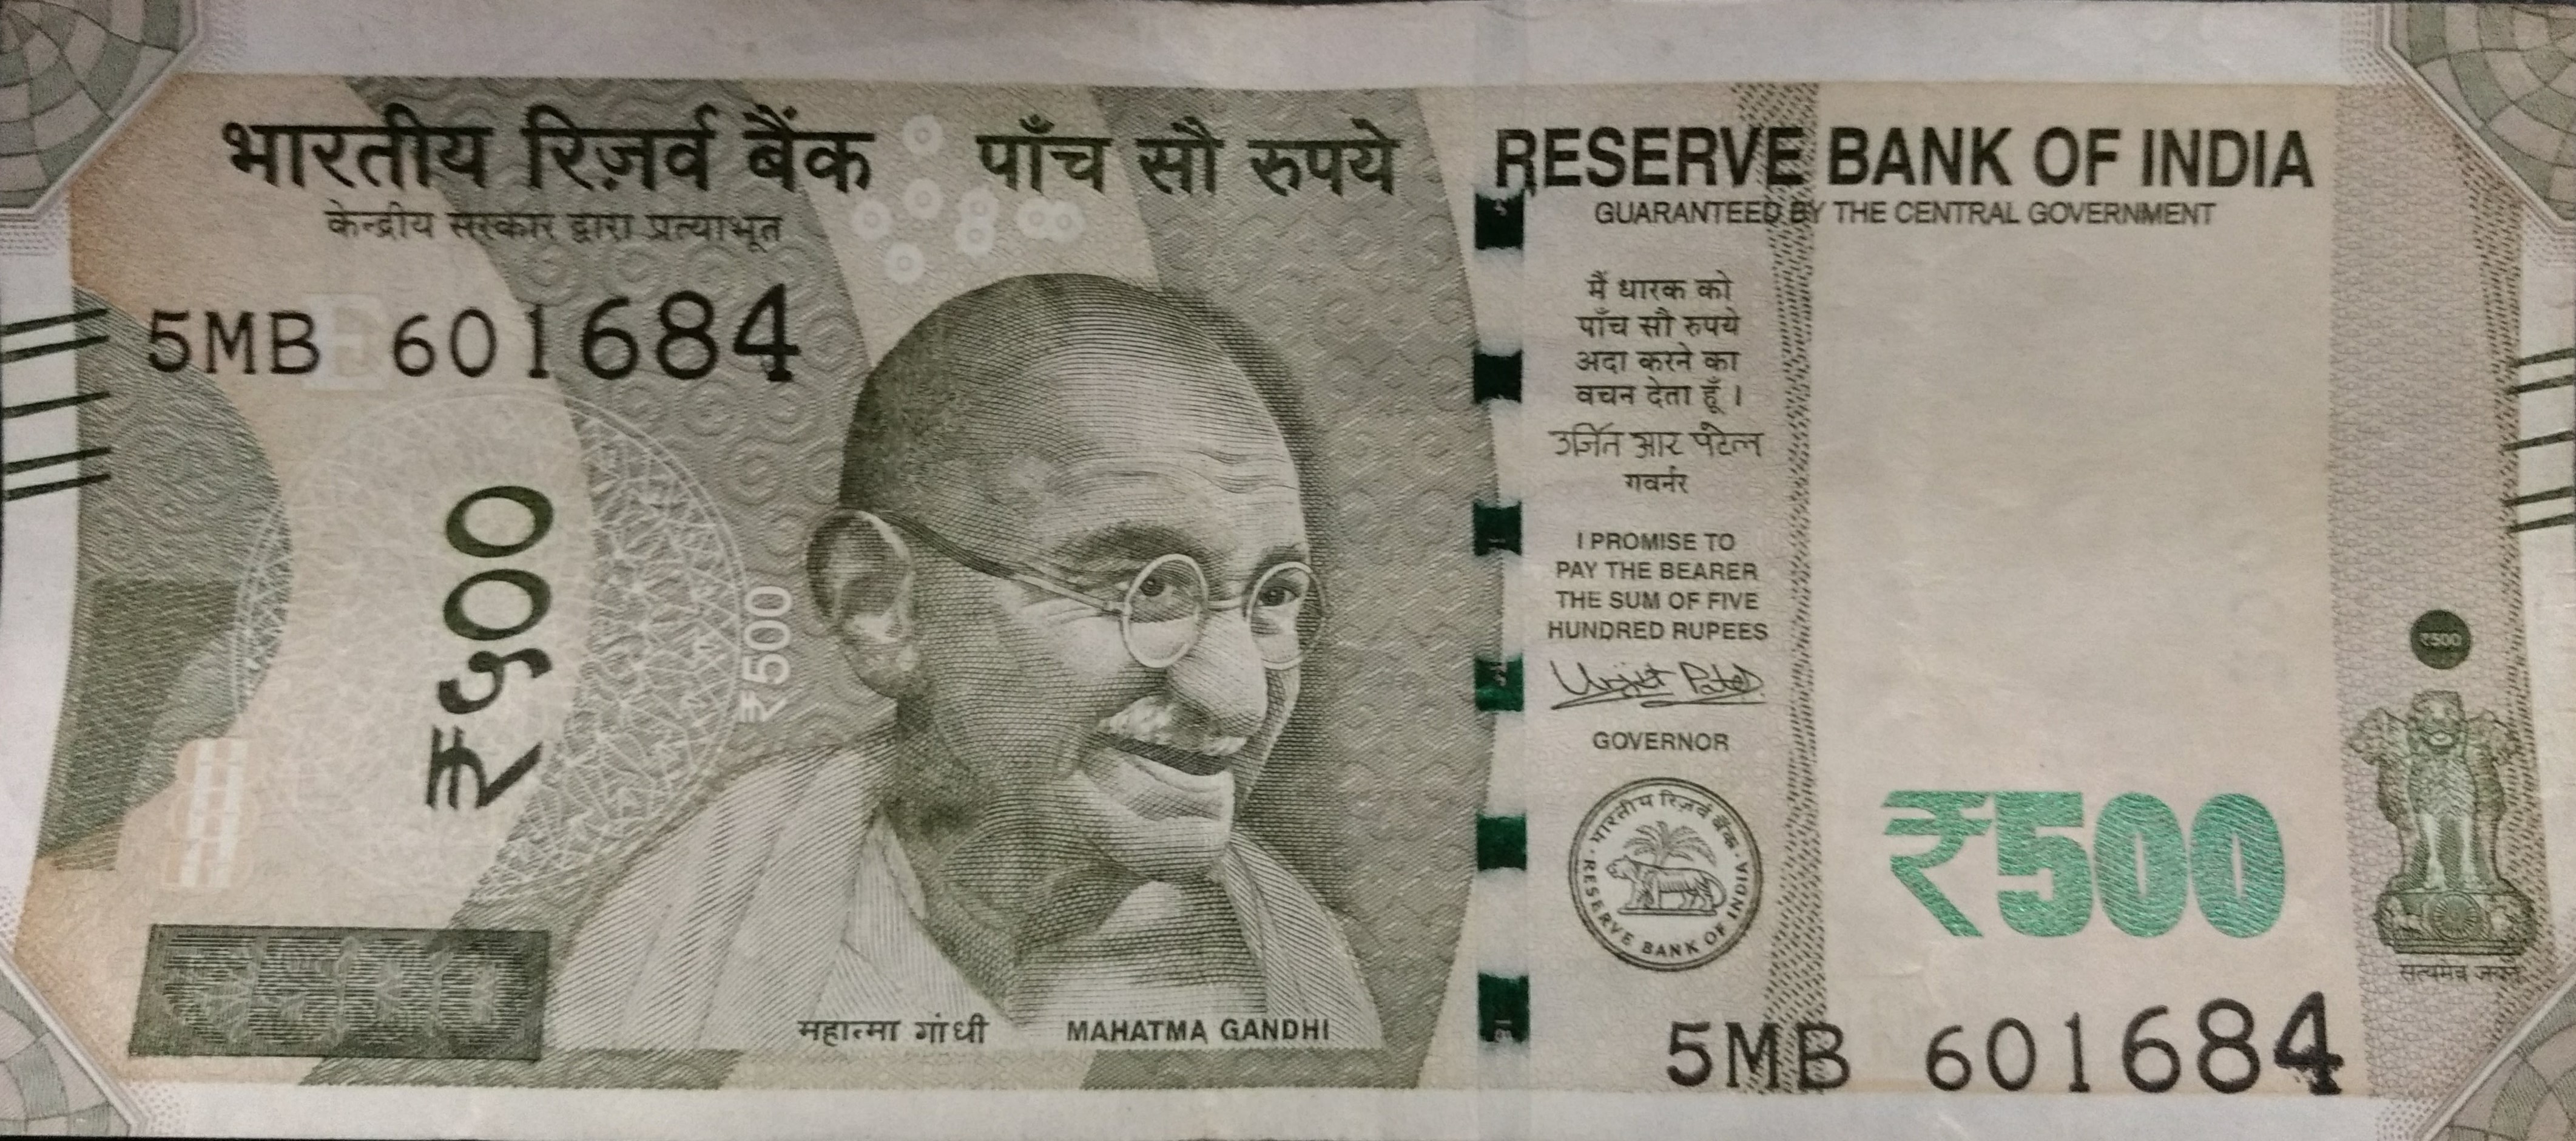 भारतीय रिज़र्व बैंक पाँच सौ रुपये RESERVE BANK OF INDIA
केन्द्रीय सरकार द्वारा प्रत्याभूत
GUARANTEED BY THE CENTRAL GOVERNMENT
5MB 601684
₹५00
₹500
मैं धारक को
पाँच सौ रुपये
अदा करने का
वचन देता हूँ ।
उर्जित आर पटेल
गवर्नर
I PROMISE TO
PAY THE BEARER
THE SUM OF FIVE
HUNDRED RUPEES
Urjit Patel
GOVERNOR
भारतीय रिज़र्व बैंक
RESERVE BANK OF INDIA
₹500
₹500
सत्यमेव जयते
महात्मा गांधी MAHATMA GANDHI
5MB 601684